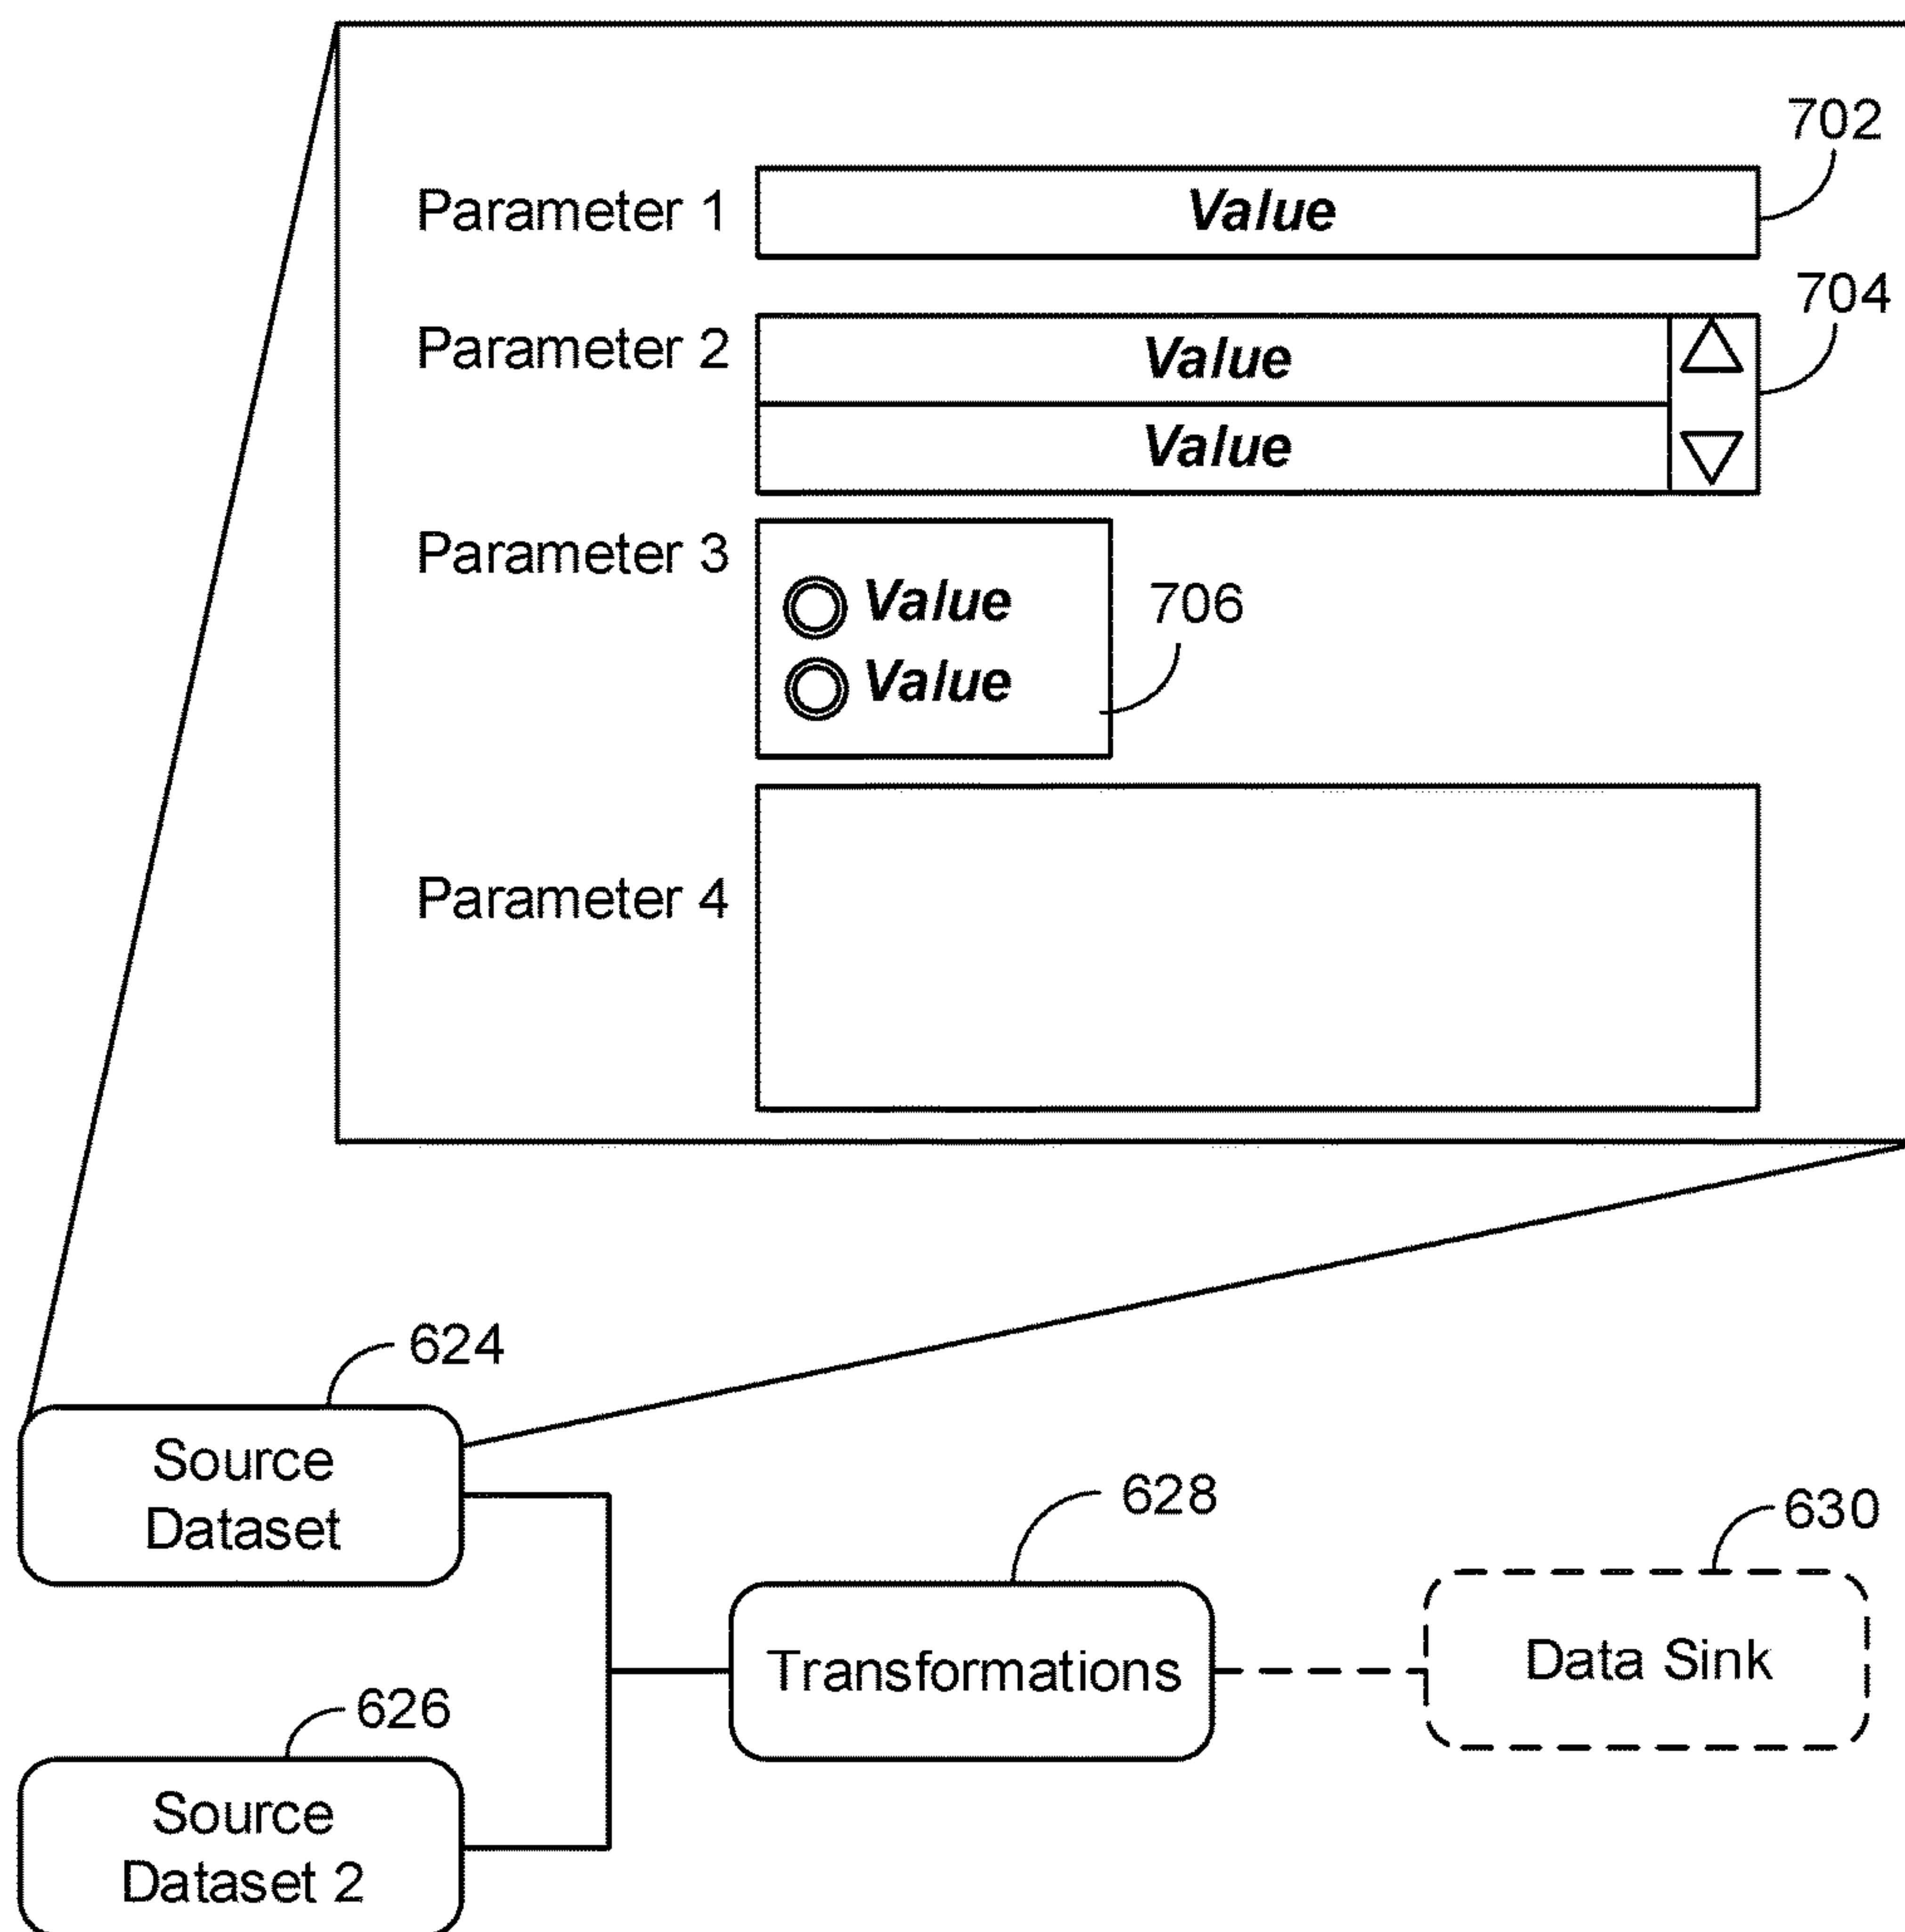 702
Parameter 1 Value
704
Parameter 2 Value
Value
Parameter 3
Value
706
Value
Parameter 4
624
Source
Dataset
628
630
Transformations
Data Sink
626
Source
Dataset 2